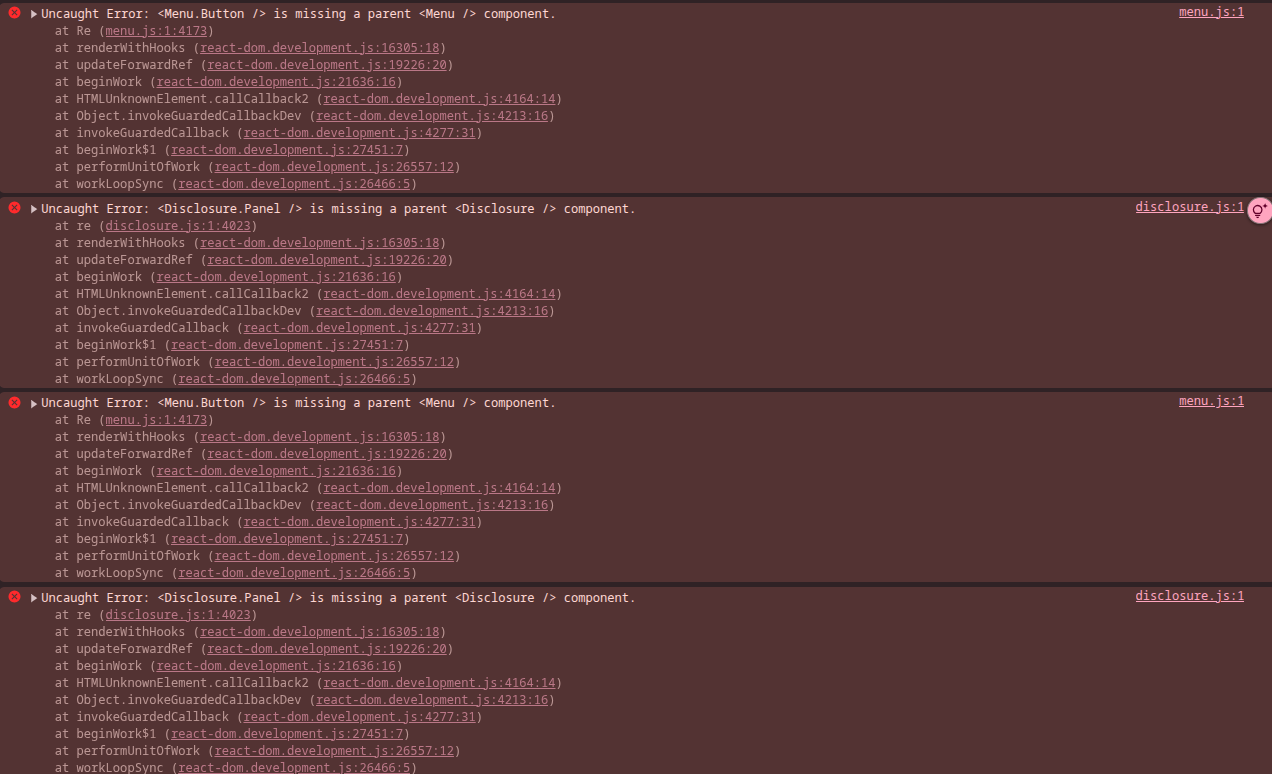 Uncaught Error: <Menu.Button /> is missing a parent <Menu /> component. menu.js:1
at Re (menu.js:1:4173)
at renderWithHooks (react-dom.development.js:16305:18)
at updateForwardRef (react-dom.development.js:19226:20)
at beginWork (react-dom.development.js:21636:16)
at HTMLUnknownElement.callCallback2 (react-dom.development.js:4164:14)
at Object.invokeGuardedCallbackDev (react-dom.development.js:4213:16)
at invokeGuardedCallback (react-dom.development.js:4277:31)
at beginWork$1 (react-dom.development.js:27451:7)
at performUnitOfWork (react-dom.development.js:26557:12)
at workLoopSync (react-dom.development.js:26466:5)
Uncaught Error: <Disclosure.Panel /> is missing a parent <Disclosure /> component. disclosure.js:1
at re (disclosure.js:1:4023)
at renderWithHooks (react-dom.development.js:16305:18)
at updateForwardRef (react-dom.development.js:19226:20)
at beginWork (react-dom.development.js:21636:16)
at HTMLUnknownElement.callCallback2 (react-dom.development.js:4164:14)
at Object.invokeGuardedCallbackDev (react-dom.development.js:4213:16)
at invokeGuardedCallback (react-dom.development.js:4277:31)
at beginWork$1 (react-dom.development.js:27451:7)
at performUnitOfWork (react-dom.development.js:26557:12)
at workLoopSync (react-dom.development.js:26466:5)
Uncaught Error: <Menu.Button /> is missing a parent <Menu /> component. menu.js:1
at Re (menu.js:1:4173)
at renderWithHooks (react-dom.development.js:16305:18)
at updateForwardRef (react-dom.development.js:19226:20)
at beginWork (react-dom.development.js:21636:16)
at HTMLUnknownElement.callCallback2 (react-dom.development.js:4164:14)
at Object.invokeGuardedCallbackDev (react-dom.development.js:4213:16)
at invokeGuardedCallback (react-dom.development.js:4277:31)
at beginWork$1 (react-dom.development.js:27451:7)
at performUnitOfWork (react-dom.development.js:26557:12)
at workLoopSync (react-dom.development.js:26466:5)
Uncaught Error: <Disclosure.Panel /> is missing a parent <Disclosure /> component. disclosure.js:1
at re (disclosure.js:1:4023)
at renderWithHooks (react-dom.development.js:16305:18)
at updateForwardRef (react-dom.development.js:19226:20)
at beginWork (react-dom.development.js:21636:16)
at HTMLUnknownElement.callCallback2 (react-dom.development.js:4164:14)
at Object.invokeGuardedCallbackDev (react-dom.development.js:4213:16)
at invokeGuardedCallback (react-dom.development.js:4277:31)
at beginWork$1 (react-dom.development.js:27451:7)
at performUnitOfWork (react-dom.development.js:26557:12)
at workLoopSync (react-dom.development.js:26466:5)